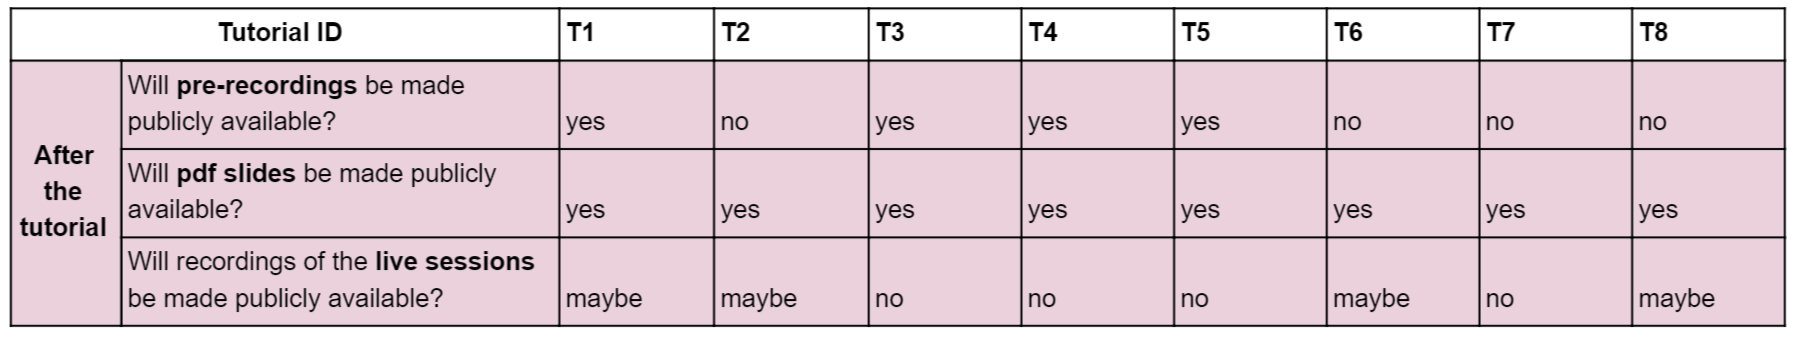 Tutorial ID T1 T2 T3 T4 T5 T6 T7 T8
After the tutorial
Will pre-recordings be made
publicly available? yes no yes yes yes no no no
Will pdf slides be made publicly
available? yes yes yes yes yes yes yes yes
Will recordings of the live sessions
be made publicly available? maybe maybe no no no maybe no maybe